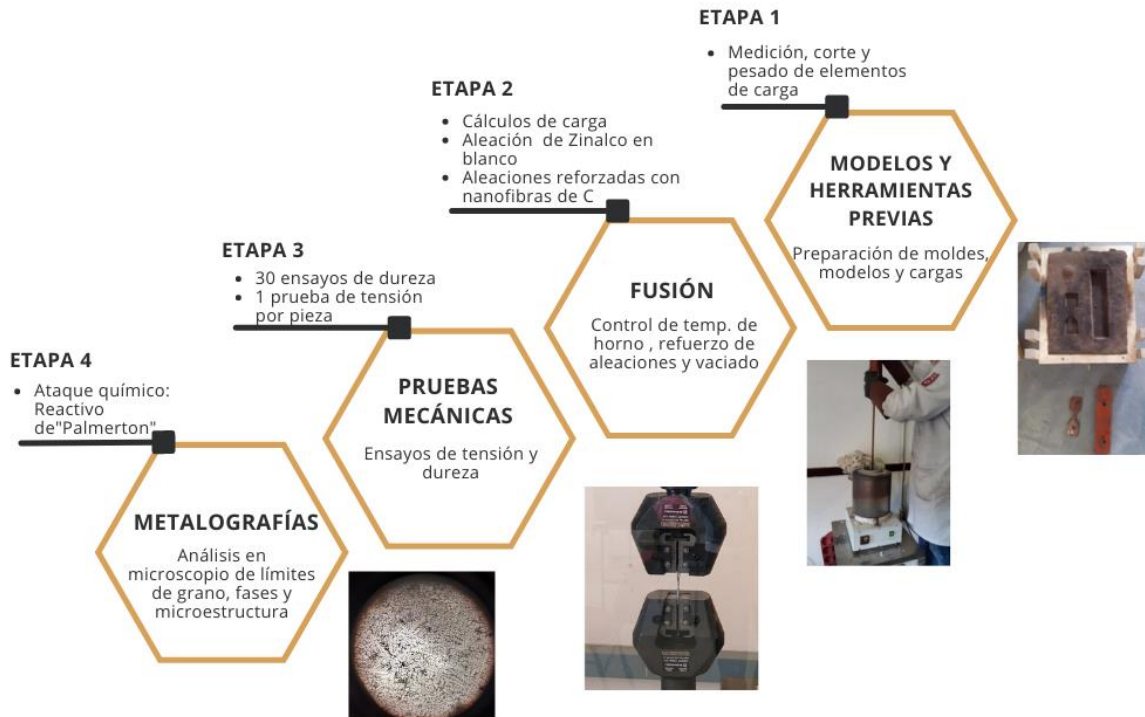 ETAPA 1
• Medición, corte y
pesado de elementos
de carga
MODELOS Y
HERRAMIENTAS
PREVIAS
Preparación de moldes,
modelos y cargas
ETAPA 2
• Cálculos de carga
• Aleación de Zinalco en
blanco
• Aleaciones reforzadas con
nanofibras de C
FUSIÓN
Control de temp. de
horno , refuerzo de
aleaciones y vaciado
ETAPA 3
• 30 ensayos de dureza
• 1 prueba de tensión
por pieza
PRUEBAS
MECÁNICAS
Ensayos de tensión y
dureza
ETAPA 4
• Ataque químico:
Reactivo
de"Palmerton"
METALOGRAFÍAS
Análisis en
microscopio de límites
de grano, fases y
microestructura